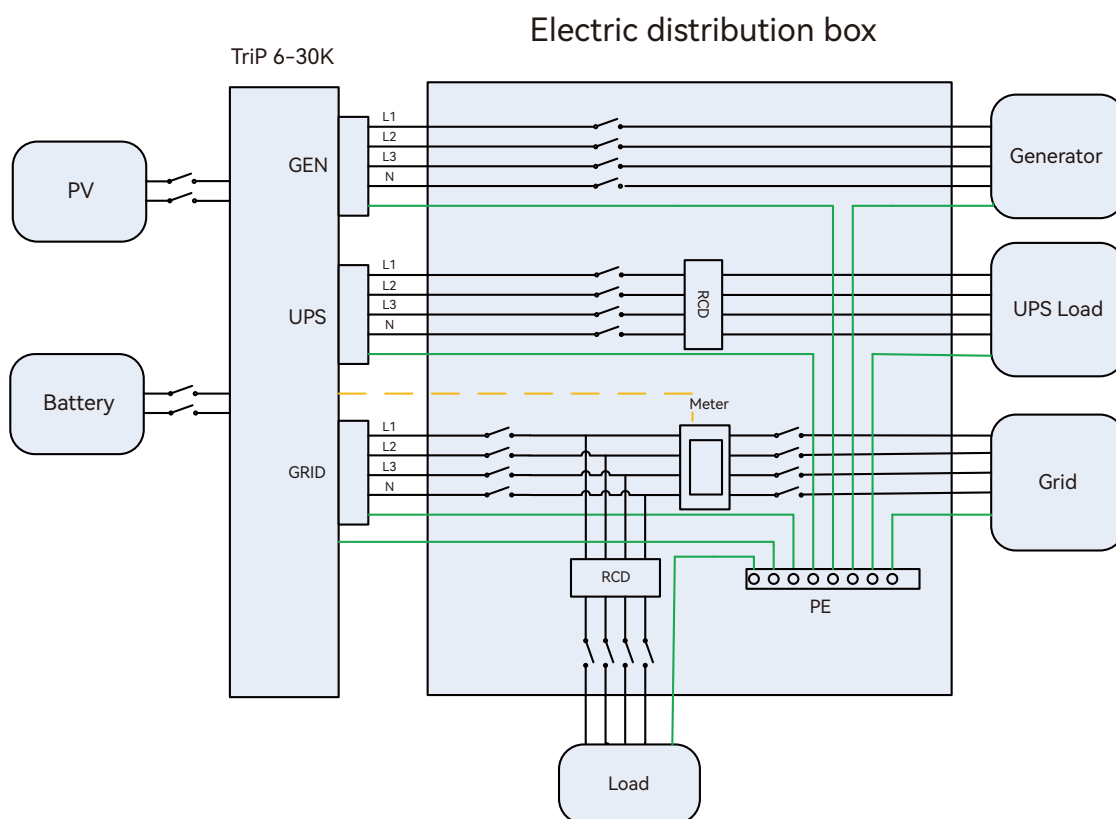 Electric distribution box
TriP 6-30K
L1
L2
L3
N
GEN
Generator
PV
L1
L2
L3
N
UPS
RCD
UPS Load
Battery
Meter
L1
L2
L3
N
GRID
Grid
RCD
PE
Load